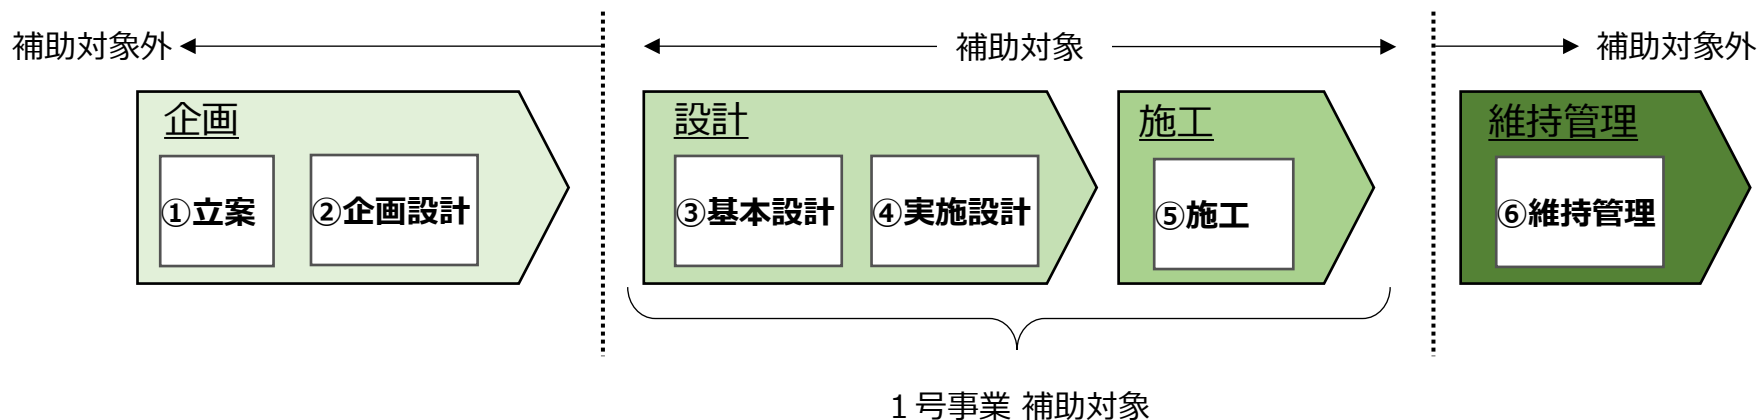 補助対象外
補助対象
補助対象外
企画
①立案
②企画設計
設計
③基本設計
④実施設計
施工
⑤施工
維持管理
⑥維持管理
1号事業 補助対象